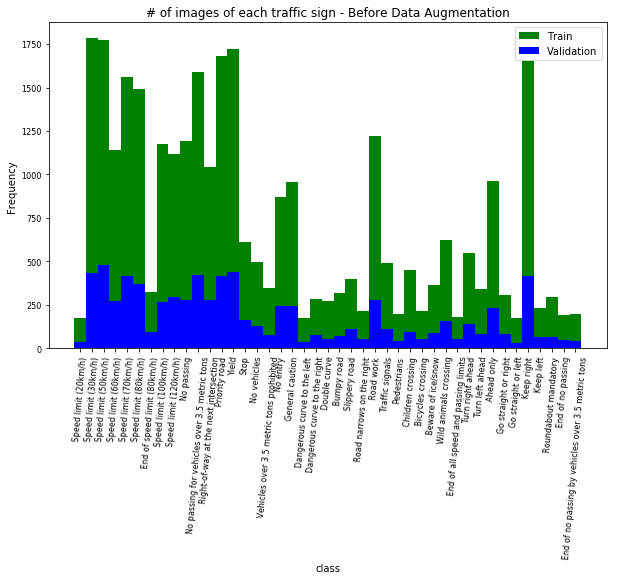 # of images of each traffic sign - Before Data Augmentation
Train
Validation
Frequency
1750
1500
1250
1000
750
500
250
0
Speed limit (20km/h)
Speed limit (30km/h)
Speed limit (50km/h)
Speed limit (60km/h)
Speed limit (70km/h)
Speed limit (80km/h)
End of speed limit (80km/h)
Speed limit (100km/h)
Speed limit (120km/h)
No passing
No passing for vehicles over 3.5 metric tons
Right-of-way at the next intersection
Priority road
Yield
Stop
No vehicles
Vehicles over 3.5 metric tons prohibited
No entry
General caution
Dangerous curve to the left
Dangerous curve to the right
Double curve
Bumpy road
Slippery road
Road narrows on the right
Road work
Traffic signals
Pedestrians
Children crossing
Bicycles crossing
Beware of ice/snow
Wild animals crossing
End of all speed and passing limits
Turn right ahead
Turn left ahead
Ahead only
Go straight or right
Go straight or left
Keep right
Keep left
Roundabout mandatory
End of no passing
End of no passing by vehicles over 3.5 metric tons
class